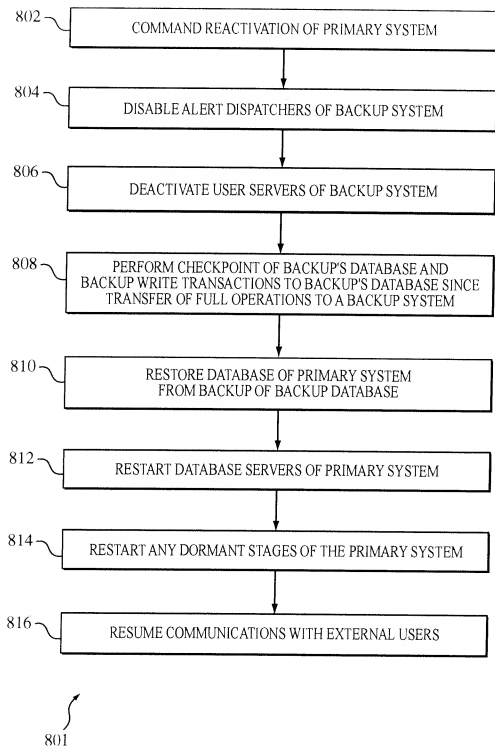 802
COMMAND REACTIVATION OF PRIMARY SYSTEM
804
DISABLE ALERT DISPATCHERS OF BACKUP SYSTEM
806
DEACTIVATE USER SERVERS OF BACKUP SYSTEM
808
PERFORM CHECKPOINT OF BACKUP'S DATABASE AND
BACKUP WRITE TRANSACTIONS TO BACKUP'S DATABASE SINCE
TRANSFER OF FULL OPERATIONS TO A BACKUP SYSTEM
810
RESTORE DATABASE OF PRIMARY SYSTEM
FROM BACKUP OF BACKUP DATABASE
812
RESTART DATABASE SERVERS OF PRIMARY SYSTEM
814
RESTART ANY DORMANT STAGES OF THE PRIMARY SYSTEM
816
RESUME COMMUNICATIONS WITH EXTERNAL USERS
801